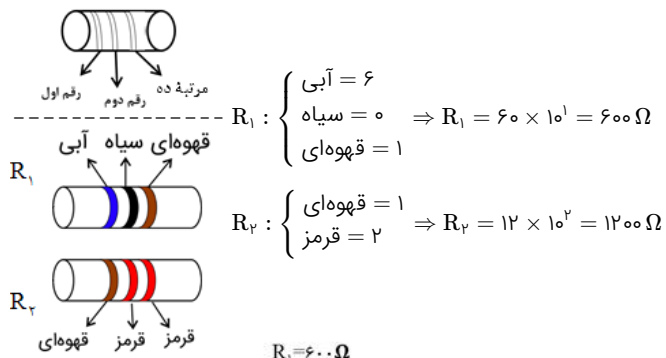 رقم اول رقم دوم مرتبهٔ ۵۵
آبی سیاه قهوه‌ای
R۱
R۱ : { آبی = ۶
سیاه = ۰ ⇒ R۱ = ۶۰ × ۱۰^۱ = ۶۰۰ Ω
قهوه‌ای = ۱
R۲ : { قهوه‌ای = ۱
قرمز = ۲ ⇒ R۲ = ۱۲ × ۱۰^۲ = ۱۲۰۰ Ω
R۲
قهوه‌ای قرمز قرمز
R۱=۶۰۰Ω